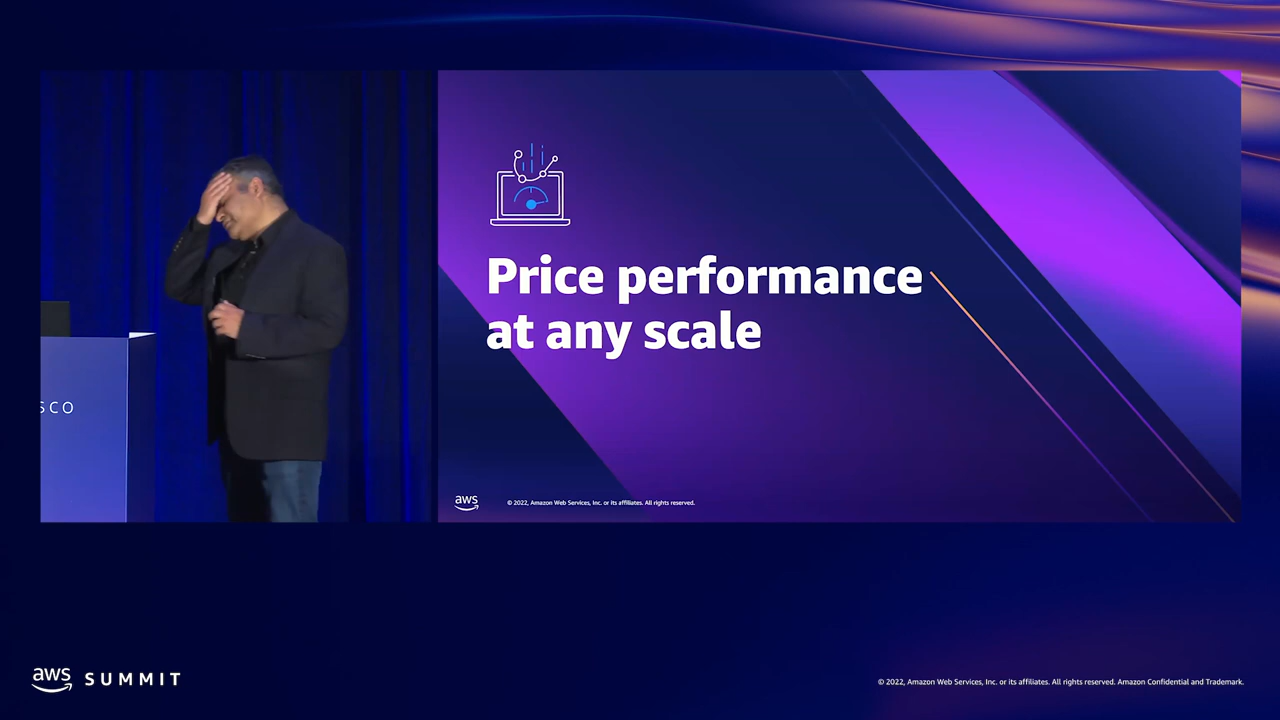 SCO
Price performance
at any scale
aws
© 2022, Amazon Web Services, Inc. or its affiliates. All rights reserved.
aws SUMMIT
© 2022, Amazon Web Services, Inc. or its affiliates. All rights reserved. Amazon Confidential and Trademark.